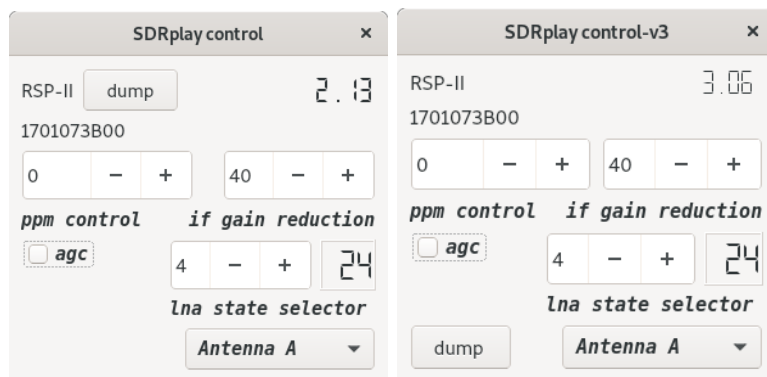 SDRplay control ×
RSP-II dump 2.13
1701073B00
0 − + 40 − +
ppm control if gain reduction
agc 4 − + 24
lna state selector
Antenna A
SDRplay control-v3 ×
RSP-II 3.06
1701073B00
0 − + 40 − +
ppm control if gain reduction
agc 4 − + 24
lna state selector
dump Antenna A